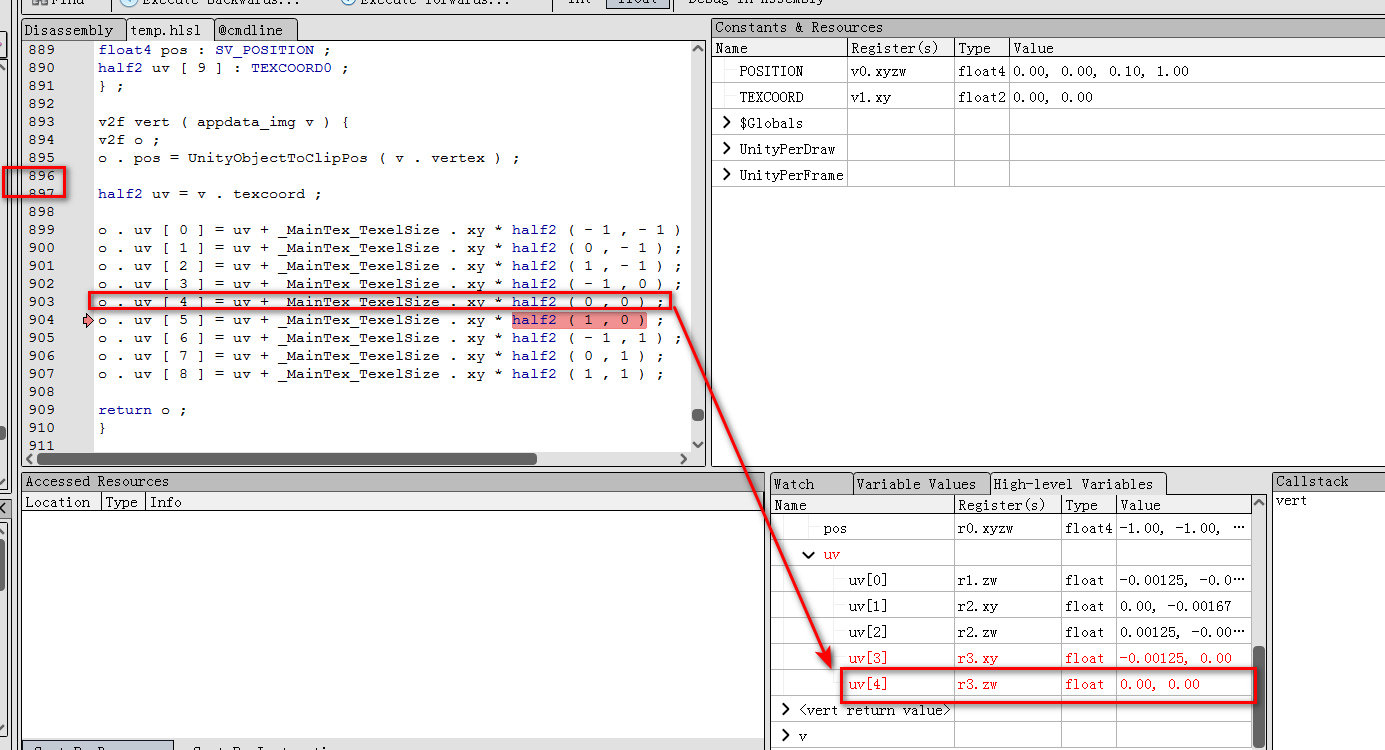 Find Execute backwards... Execute forwards... int float Debug in Assembly
Disassembly temp.hlsl @cmdline
889 float4 pos : SV_POSITION ;
890 half2 uv [ 9 ] : TEXCOORD0 ;
891 } ;
892
893 v2f vert ( appdata_img v ) {
894 v2f o ;
895 o . pos = UnityObjectToClipPos ( v . vertex ) ;
896
897 half2 uv = v . texcoord ;
898
899 o . uv [ 0 ] = uv + _MainTex_TexelSize . xy * half2 ( - 1 , - 1 )
900 o . uv [ 1 ] = uv + _MainTex_TexelSize . xy * half2 ( 0 , - 1 ) ;
901 o . uv [ 2 ] = uv + _MainTex_TexelSize . xy * half2 ( 1 , - 1 ) ;
902 o . uv [ 3 ] = uv + _MainTex_TexelSize . xy * half2 ( - 1 , 0 ) ;
903 o . uv [ 4 ] = uv + _MainTex_TexelSize . xy * half2 ( 0 , 0 ) ;
904 o . uv [ 5 ] = uv + _MainTex_TexelSize . xy * half2 ( 1 , 0 ) ;
905 o . uv [ 6 ] = uv + _MainTex_TexelSize . xy * half2 ( - 1 , 1 ) ;
906 o . uv [ 7 ] = uv + _MainTex_TexelSize . xy * half2 ( 0 , 1 ) ;
907 o . uv [ 8 ] = uv + _MainTex_TexelSize . xy * half2 ( 1 , 1 ) ;
908
909 return o ;
910 }
911
Constants & Resources
Name Register(s) Type Value
POSITION v0.xyzw float4 0.00, 0.00, 0.10, 1.00
TEXCOORD v1.xy float2 0.00, 0.00
$Globals
UnityPerDraw
UnityPerFrame
Accessed Resources
Location Type Info
Watch Variable Values High-level Variables
Name Register(s) Type Value
pos r0.xyzw float4 -1.00, -1.00, ...
uv
uv[0] r1.zw float -0.00125, -0.0...
uv[1] r2.xy float 0.00, -0.00167
uv[2] r2.zw float 0.00125, -0.00...
uv[3] r3.xy float -0.00125, 0.00
uv[4] r3.zw float 0.00, 0.00
<vert return value>
v
Callstack
vert